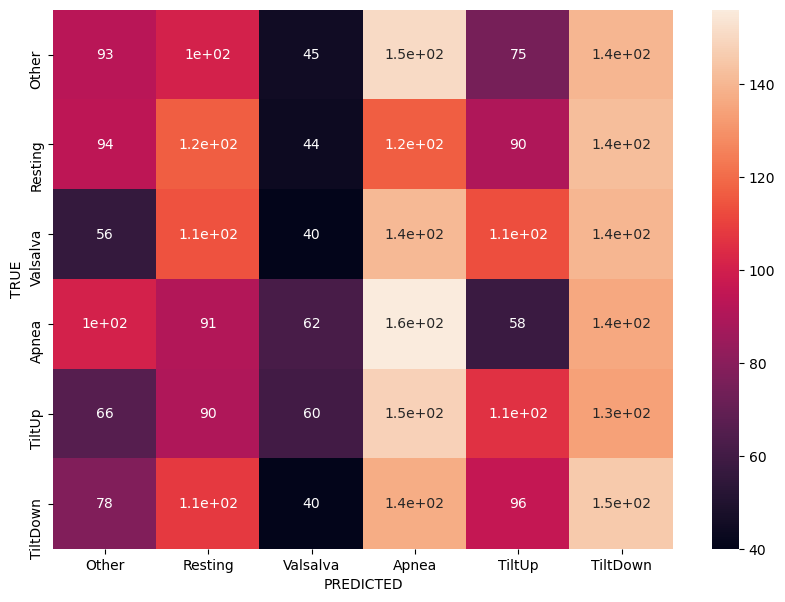 Other 93 1e+02 45 1.5e+02 75 1.4e+02
Resting 94 1.2e+02 44 1.2e+02 90 1.4e+02
Valsalva 56 1.1e+02 40 1.4e+02 1.1e+02 1.4e+02
Apnea 1e+02 91 62 1.6e+02 58 1.4e+02
TiltUp 66 90 60 1.5e+02 1.1e+02 1.3e+02
TiltDown 78 1.1e+02 40 1.4e+02 96 1.5e+02
TRUE
Other Resting Valsalva Apnea TiltUp TiltDown
PREDICTED
140
120
100
80
60
40